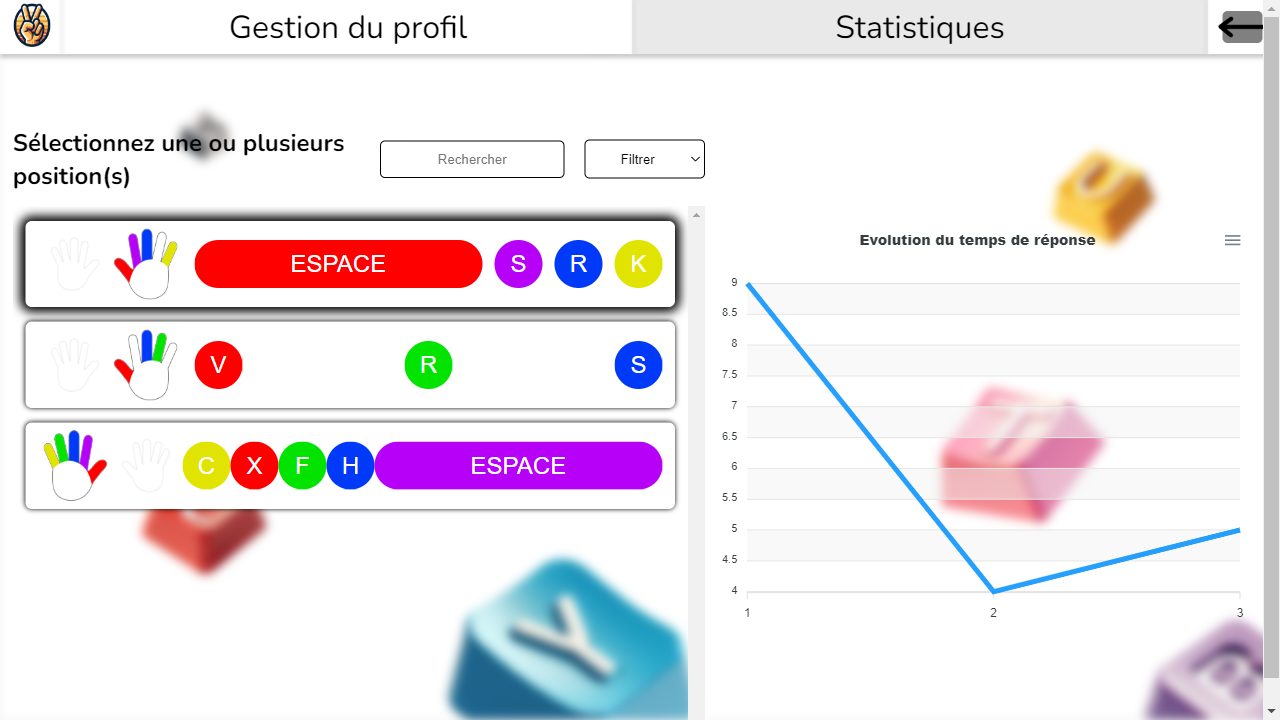 Gestion du profil
Statistiques
Sélectionnez une ou plusieurs
position(s)
Rechercher
Filtrer
ESPACE S R K
V R S
C X F H ESPACE
Evolution du temps de réponse
9
8.5
8
7.5
7
6.5
6
5.5
5
4.5
4
1 2 3
U
Y